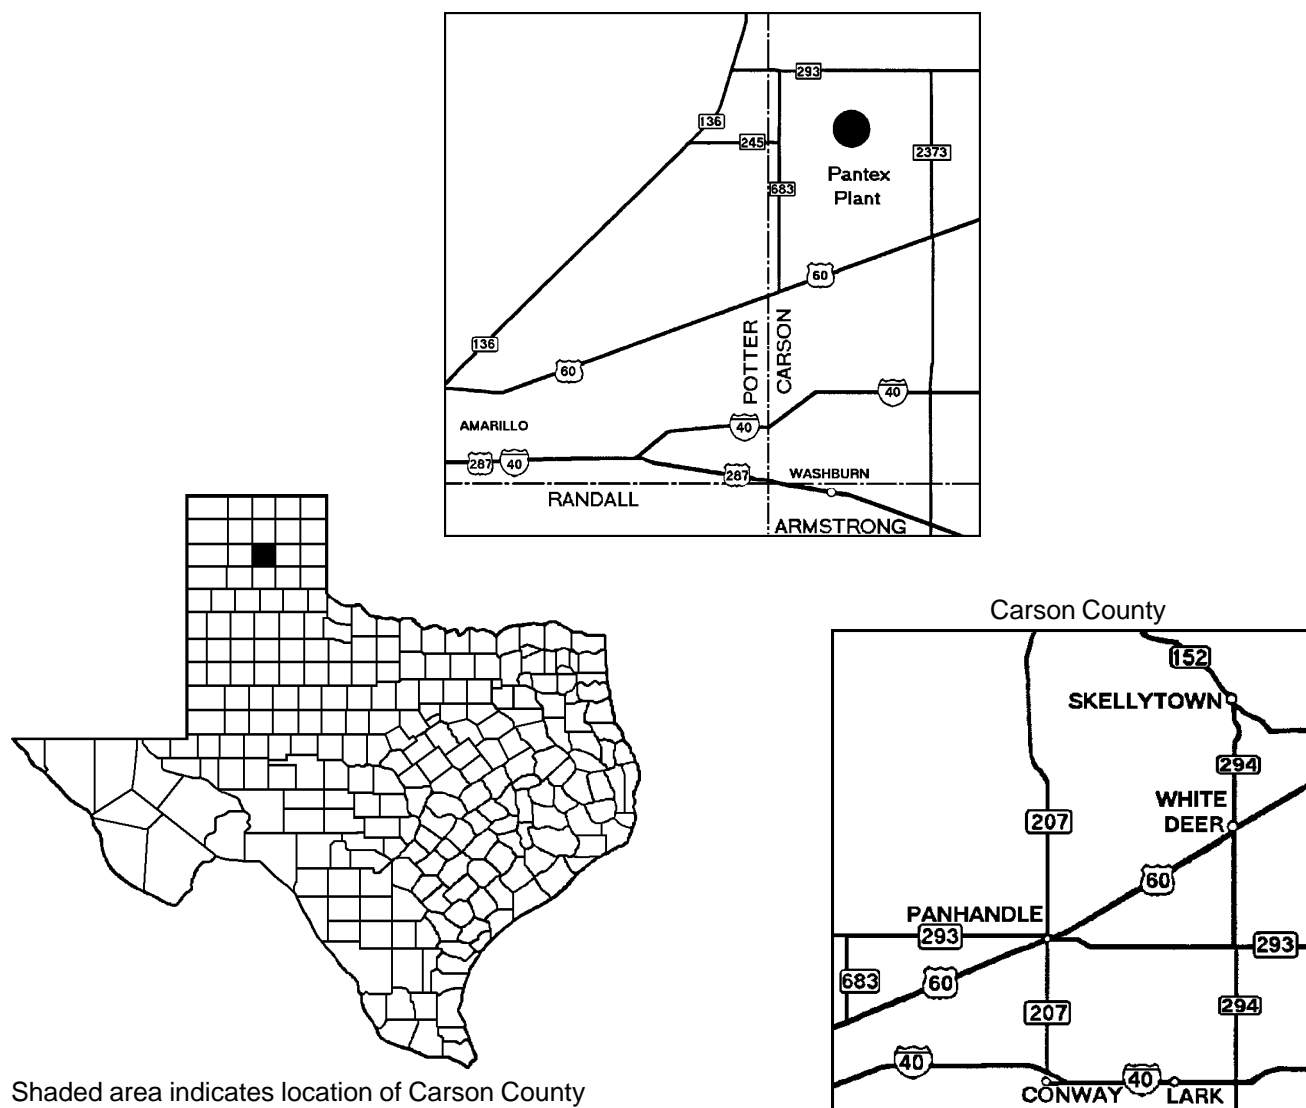 293
136
245
2373
Pantex
Plant
683
60
POTTER
CARSON
136
60
40
AMARILLO
40
287
40
287
WASHBURN
RANDALL
ARMSTRONG
Carson County
152
SKELLYTOWN
294
WHITE
DEER
207
60
PANHANDLE
293
293
683
60
207
294
40
40
CONWAY
LARK
Shaded area indicates location of Carson County